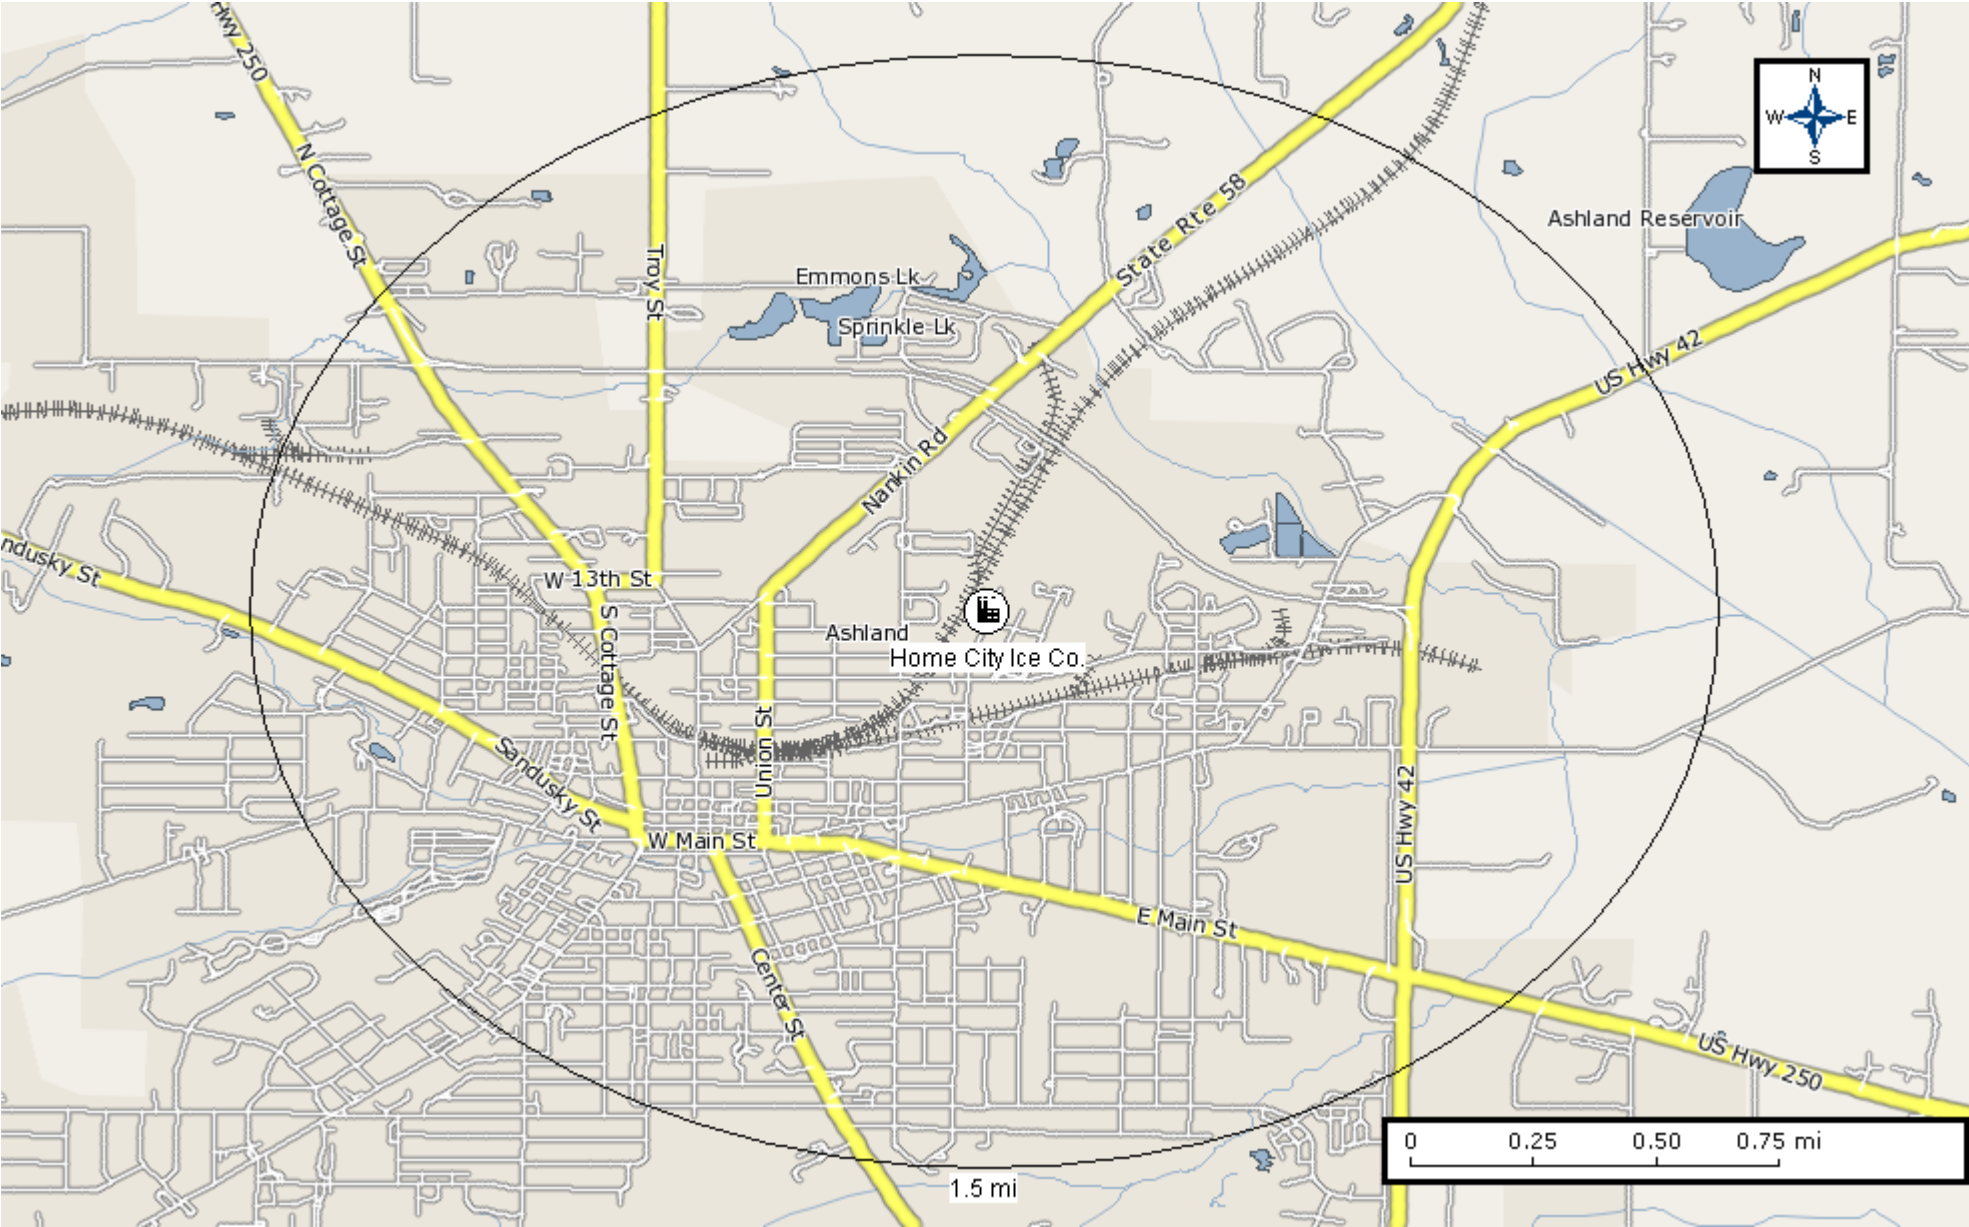 Hwy 250
N
W E
S
N Cottage St
State Rte 58
Ashland Reservoir
Troy St
Emmons Lk
Sprinkle Lk
US Hwy 42
Nankin Rd
ndusky St
W 13th St
S Cottage St
Ashland
Home City Ice Co.
Union St
Sandusky St
US Hwy 42
W Main St
E Main St
Center St
US Hwy 250
0 0.25 0.50 0.75 mi
1.5 mi